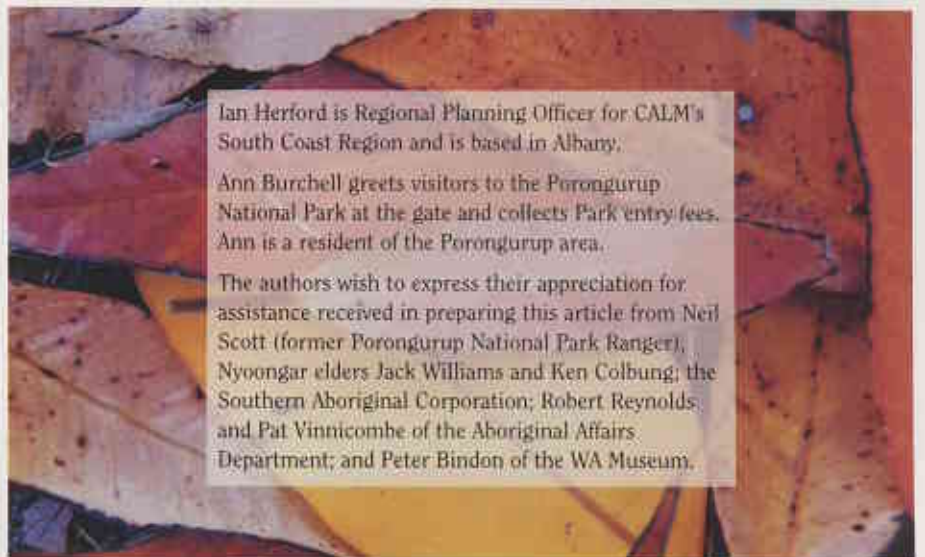 Ian Herford is Regional Planning Officer for CALM's
South Coast Region and is based in Albany.
Ann Burchell greets visitors to the Porongurup
National Park at the gate and collects Park entry fees.
Ann is a resident of the Porongurup area.
The authors wish to express their appreciation for
assistance received in preparing this article from Neil
Scott (former Porongurup National Park Ranger),
Nyoongar elders Jack Williams and Ken Colbung; the
Southern Aboriginal Corporation; Robert Reynolds
and Pat Vinnicombe of the Aboriginal Affairs
Department; and Peter Bindon of the WA Museum.